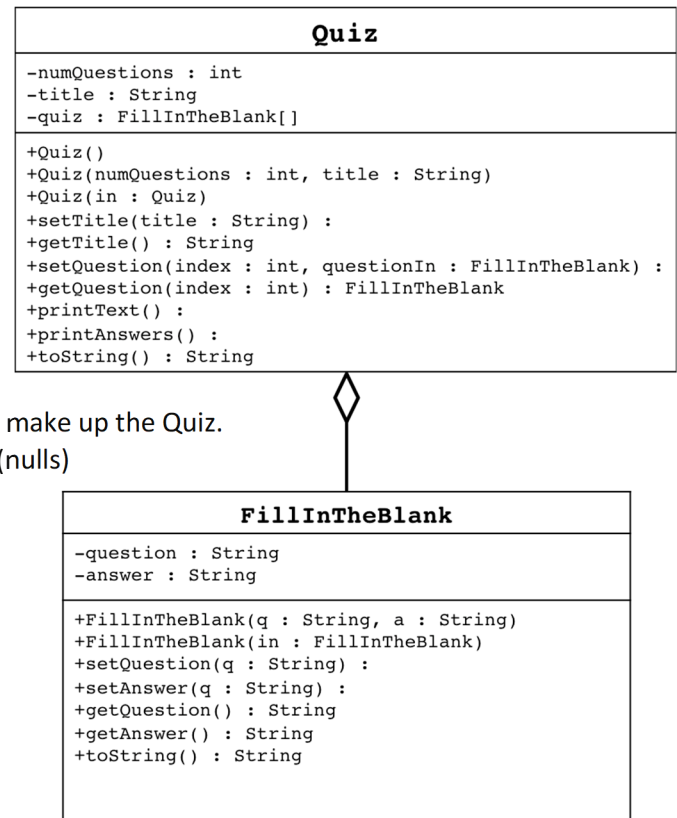 Quiz
-numQuestions : int
-title : String
-quiz : FillInTheBlank[]
+Quiz()
+Quiz(numQuestions : int, title : String)
+Quiz(in : Quiz)
+setTitle(title : String) :
+getTitle() : String
+setQuestion(index : int, questionIn : FillInTheBlank) :
+getQuestion(index : int) : FillInTheBlank
+printText() :
+printAnswers() :
+toString() : String
make up the Quiz.
(nulls)
FillInTheBlank
-question : String
-answer : String
+FillInTheBlank(q : String, a : String)
+FillInTheBlank(in : FillInTheBlank)
+setQuestion(q : String) :
+setAnswer(q : String) :
+getQuestion() : String
+getAnswer() : String
+toString() : String